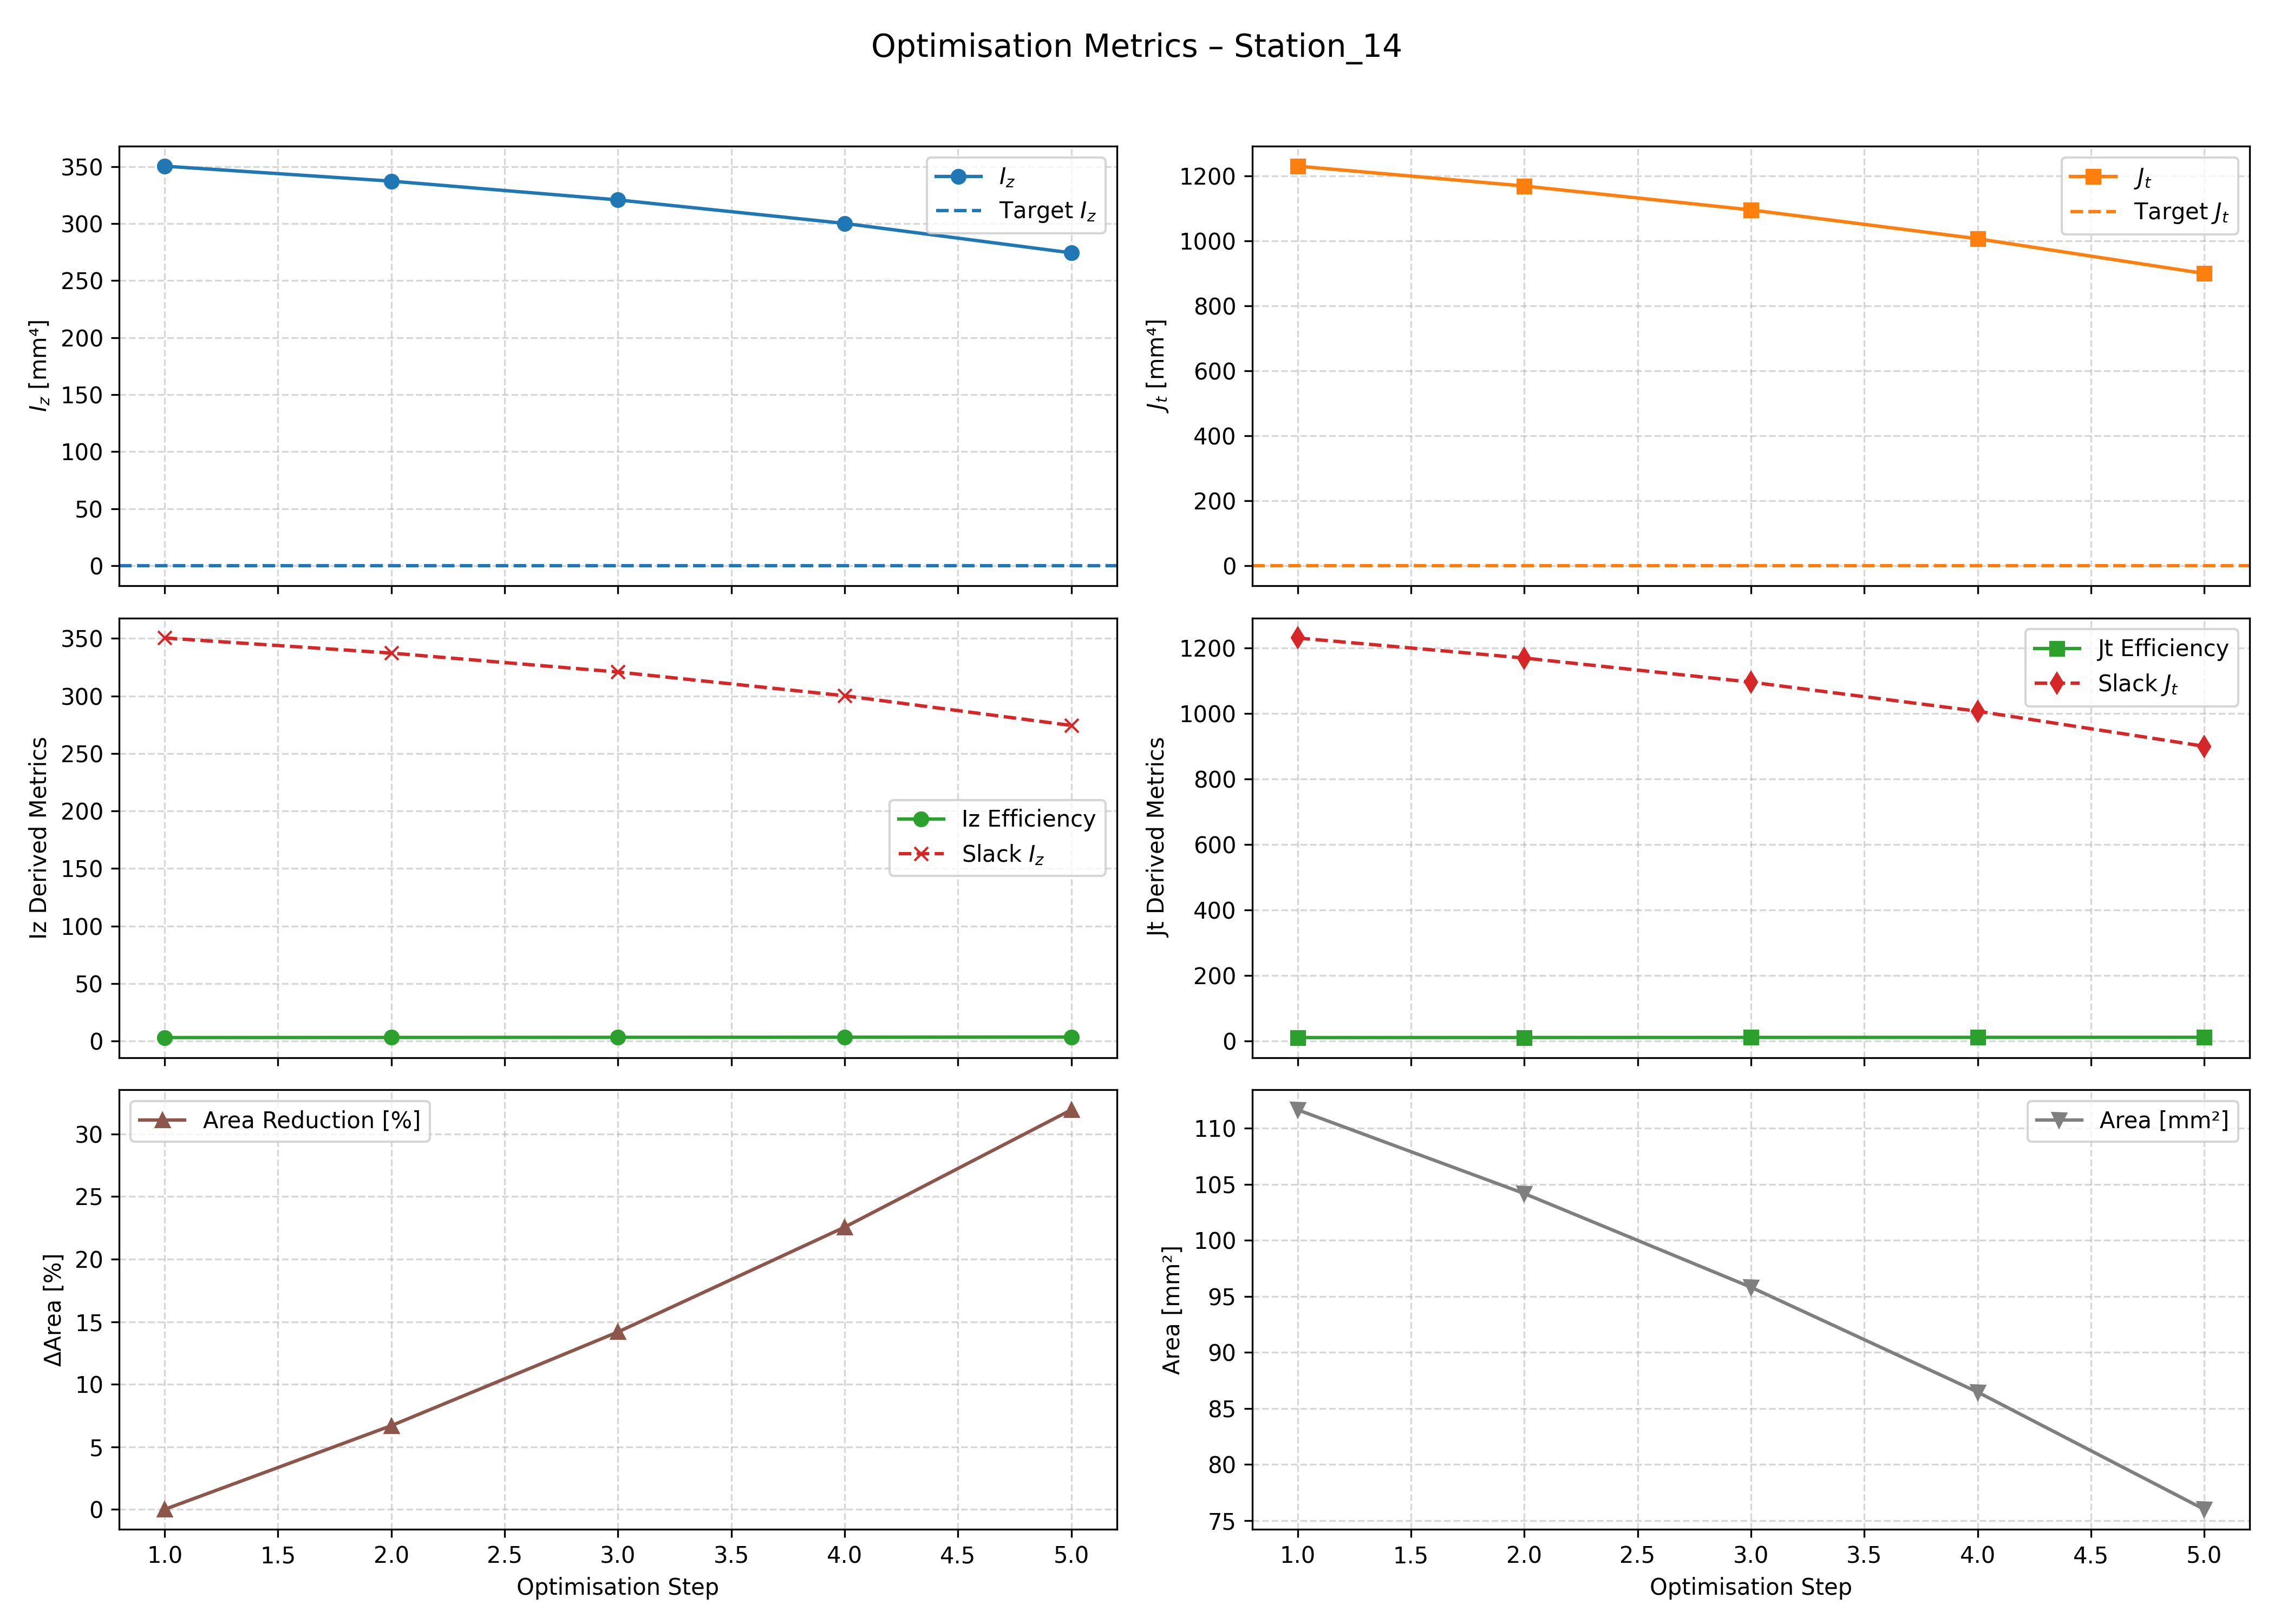 Optimisation Metrics – Station_14
I_z [mm⁴]
350
300
250
200
150
100
50
0
I_z
Target I_z
J_t [mm⁴]
1200
1000
800
600
400
200
0
J_t
Target J_t
Iz Derived Metrics
350
300
250
200
150
100
50
0
Iz Efficiency
Slack I_z
Jt Derived Metrics
1200
1000
800
600
400
200
0
Jt Efficiency
Slack J_t
ΔArea [%]
30
25
20
15
10
5
0
Area Reduction [%]
1.0 1.5 2.0 2.5 3.0 3.5 4.0 4.5 5.0
Optimisation Step
Area [mm²]
110
105
100
95
90
85
80
75
Area [mm²]
1.0 1.5 2.0 2.5 3.0 3.5 4.0 4.5 5.0
Optimisation Step